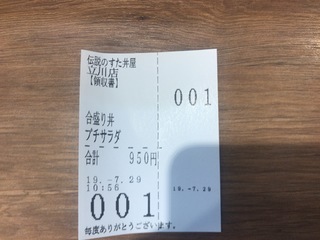 伝説のすた丼屋
立川店
【領収書】
001
合盛り丼
プチサラダ
合計 950円
19.-7.29
10:56
19.-7.29
001
毎度ありがとうございます。